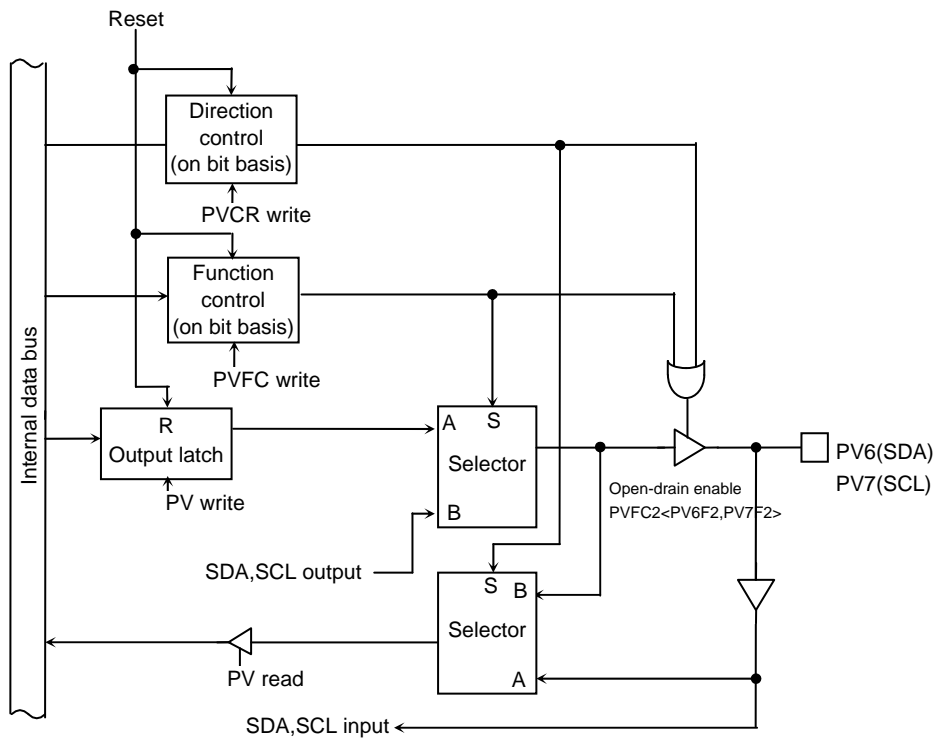 Reset
Direction
control
(on bit basis)
PVCR write
Function
control
(on bit basis)
PVFC write
Internal data bus
R
Output latch
PV write
A
S
Selector
B
PV6(SDA)
PV7(SCL)
Open-drain enable
PVFC2<PV6F2,PV7F2>
SDA,SCL output
S
B
Selector
A
PV read
SDA,SCL input